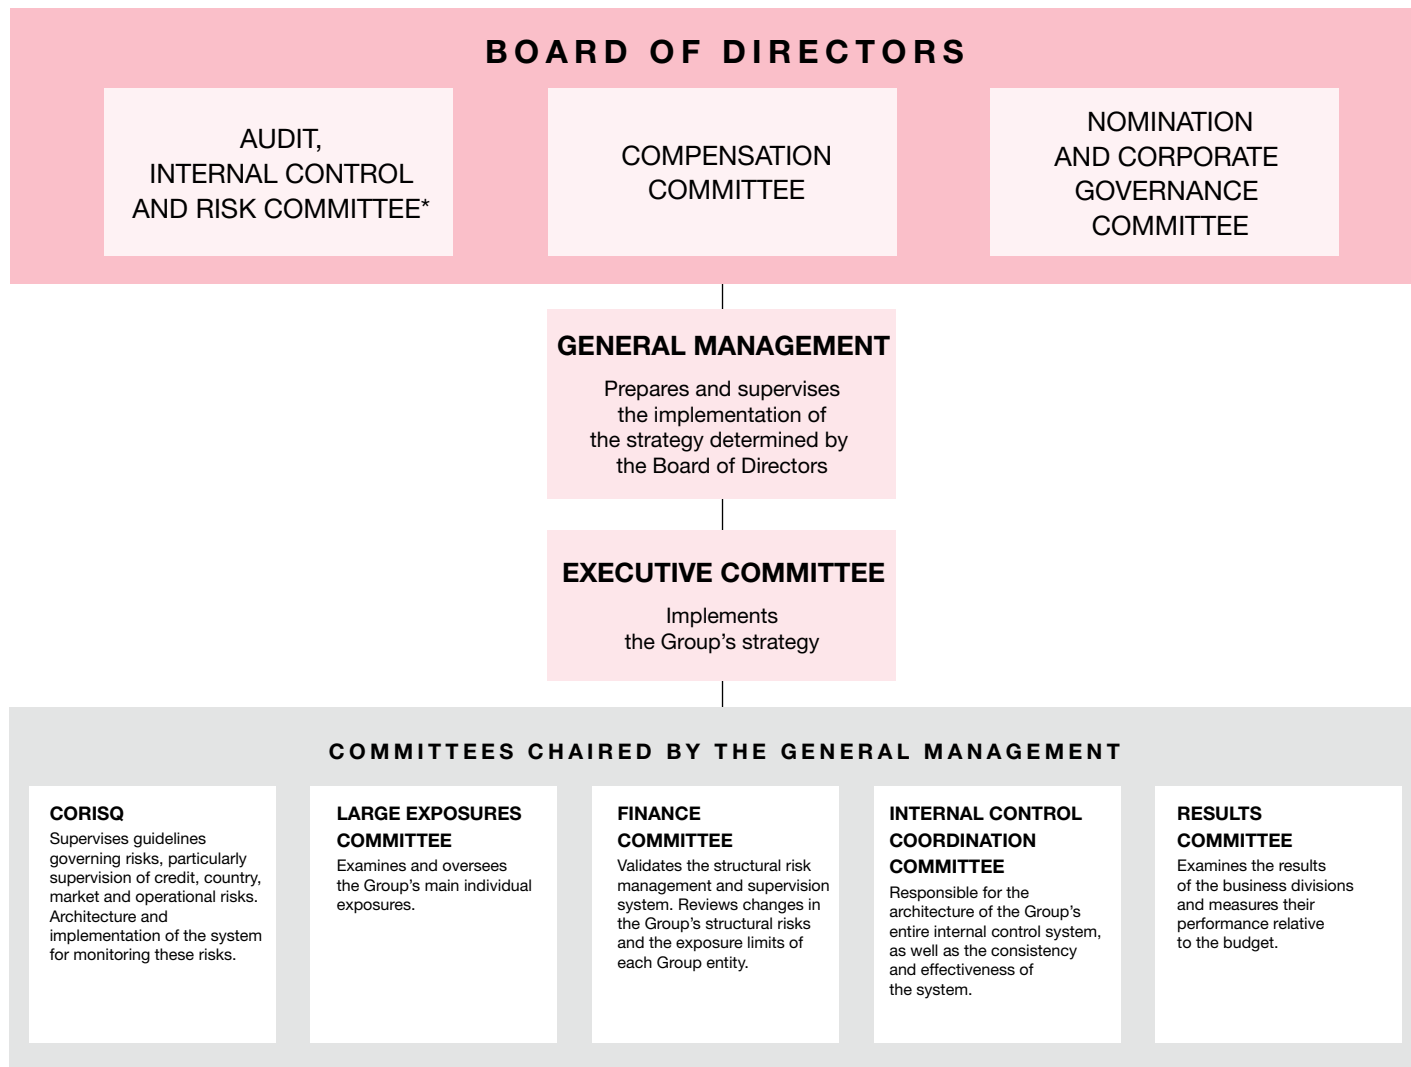 BOARD OF DIRECTORS
AUDIT,
INTERNAL CONTROL
AND RISK COMMITTEE*
COMPENSATION
COMMITTEE
NOMINATION
AND CORPORATE
GOVERNANCE
COMMITTEE
GENERAL MANAGEMENT
Prepares and supervises
the implementation of
the strategy determined by
the Board of Directors
EXECUTIVE COMMITTEE
Implements
the Group’s strategy
COMMITTEES CHAIRED BY THE GENERAL MANAGEMENT
CORISQ
Supervises guidelines
governing risks, particularly
supervision of credit, country,
market and operational risks.
Architecture and
implementation of the system
for monitoring these risks.
LARGE EXPOSURES
COMMITTEE
Examines and oversees
the Group’s main individual
exposures.
FINANCE
COMMITTEE
Validates the structural risk
management and supervision
system. Reviews changes in
the Group’s structural risks
and the exposure limits of
each Group entity.
INTERNAL CONTROL
COORDINATION
COMMITTEE
Responsible for the
architecture of the Group’s
entire internal control system,
as well as the consistency
and effectiveness of
the system.
RESULTS
COMMITTEE
Examines the results
of the business divisions
and measures their
performance relative
to the budget.